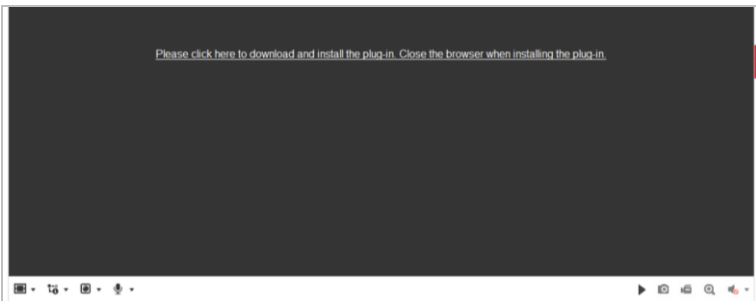 Please click here to download and install the plug-in. Close the browser when installing the plug-in.